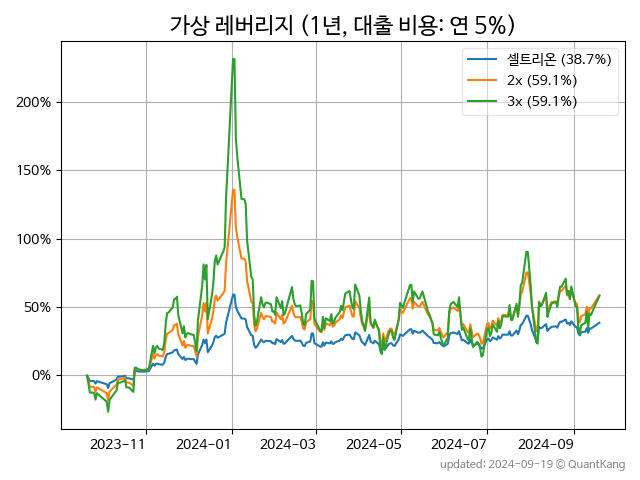 가상 레버리지 (1년, 대출 비용: 연 5%)
셀트리온 (38.7%)
2x (59.1%)
3x (59.1%)
200%
150%
100%
50%
0%
2023-11 2024-01 2024-03 2024-05 2024-07 2024-09
updated: 2024-09-19 © QuantKang